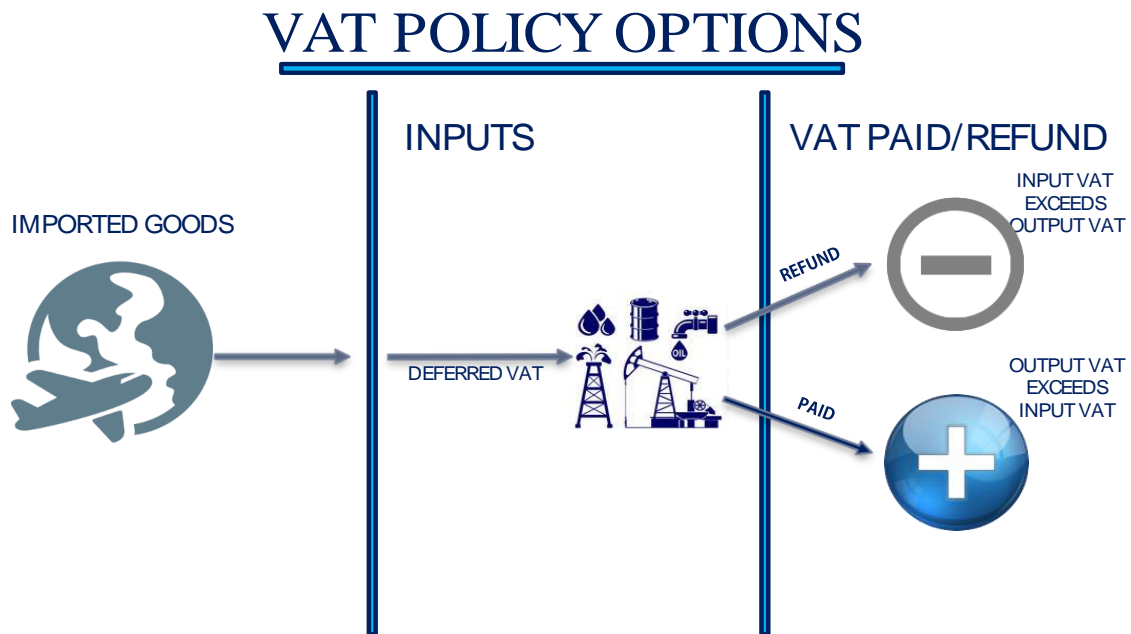 VAT POLICY OPTIONS
INPUTS
VAT PAID/REFUND
INPUT VAT
EXCEEDS
OUTPUT VAT
IMPORTED GOODS
REFUND
OIL
DEFERRED VAT
OUTPUT VAT
EXCEEDS
INPUT VAT
PAID